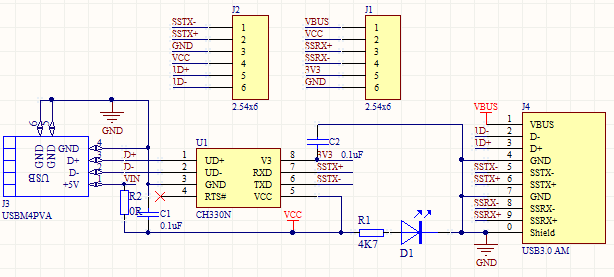 J2
SSTX-
SSTX+
GND
VCC
1D+
1D-
1
2
3
4
5
6
2.54x6
J1
VBUS
VCC
SSRX+
SSRX-
3V3
GND
1
2
3
4
5
6
2.54x6
GND
6
5
GND
GND
USB
GND
D+
D-
+5V
4
3
2
1
D+
D-
VIN
J3
USBM4PVA
R2
0R
C1
0.1uF
U1
1
2
3
4
UD+
UD-
GND
RTS#
V3
RXD
TXD
VCC
8
7
6
5
CH330N
C2
0.1uF
3V3
SSTX+
SSTX-
VCC
R1
4K7
D1
GND
VBUS
1D-
1D+
SSTX-
SSTX+
SSRX-
SSRX+
J4
1
2
3
4
5
6
7
8
9
0
VBUS
D-
D+
GND
SSTX-
SSTX+
GND
SSRX-
SSRX+
Shield
USB3.0 AM